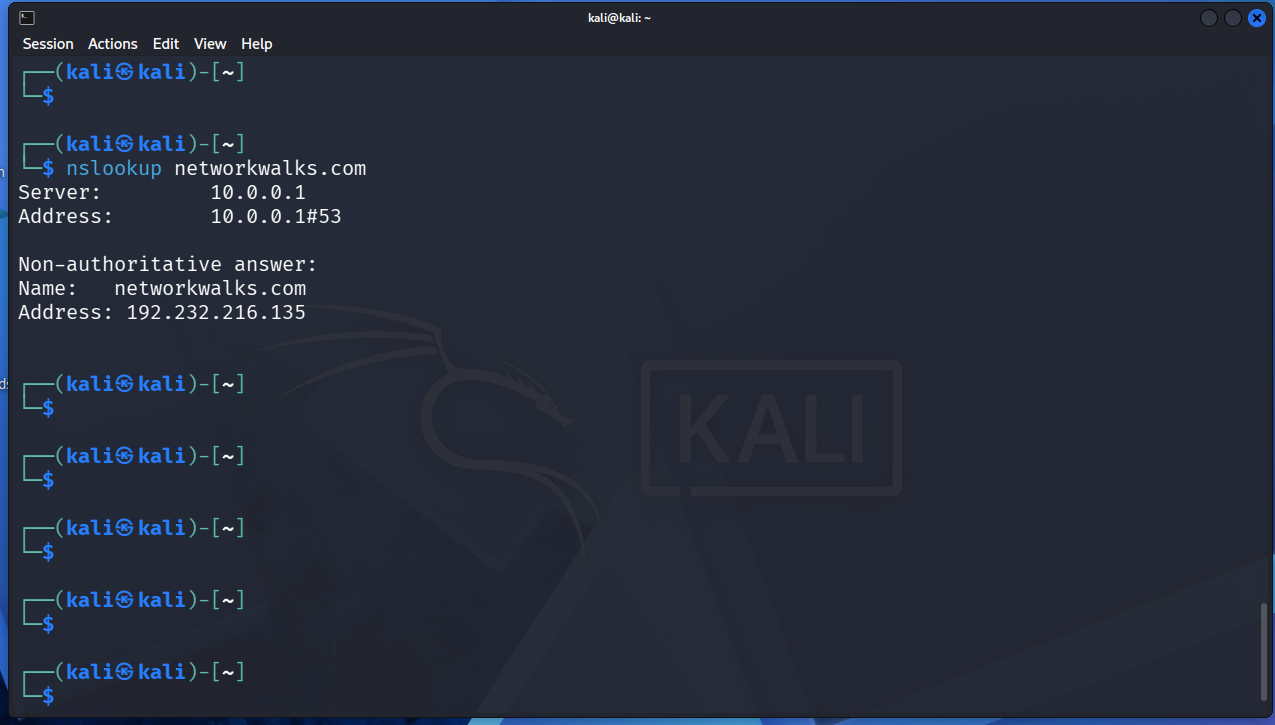 kali@kali: ~
Session Actions Edit View Help
┌──(kali㉿kali)-[~]
└─$
┌──(kali㉿kali)-[~]
└─$ nslookup networkwalks.com
Server:         10.0.0.1
Address:        10.0.0.1#53
Non-authoritative answer:
Name:   networkwalks.com
Address: 192.232.216.135
┌──(kali㉿kali)-[~]
└─$
┌──(kali㉿kali)-[~]
└─$
┌──(kali㉿kali)-[~]
└─$
┌──(kali㉿kali)-[~]
└─$
┌──(kali㉿kali)-[~]
└─$
KALI